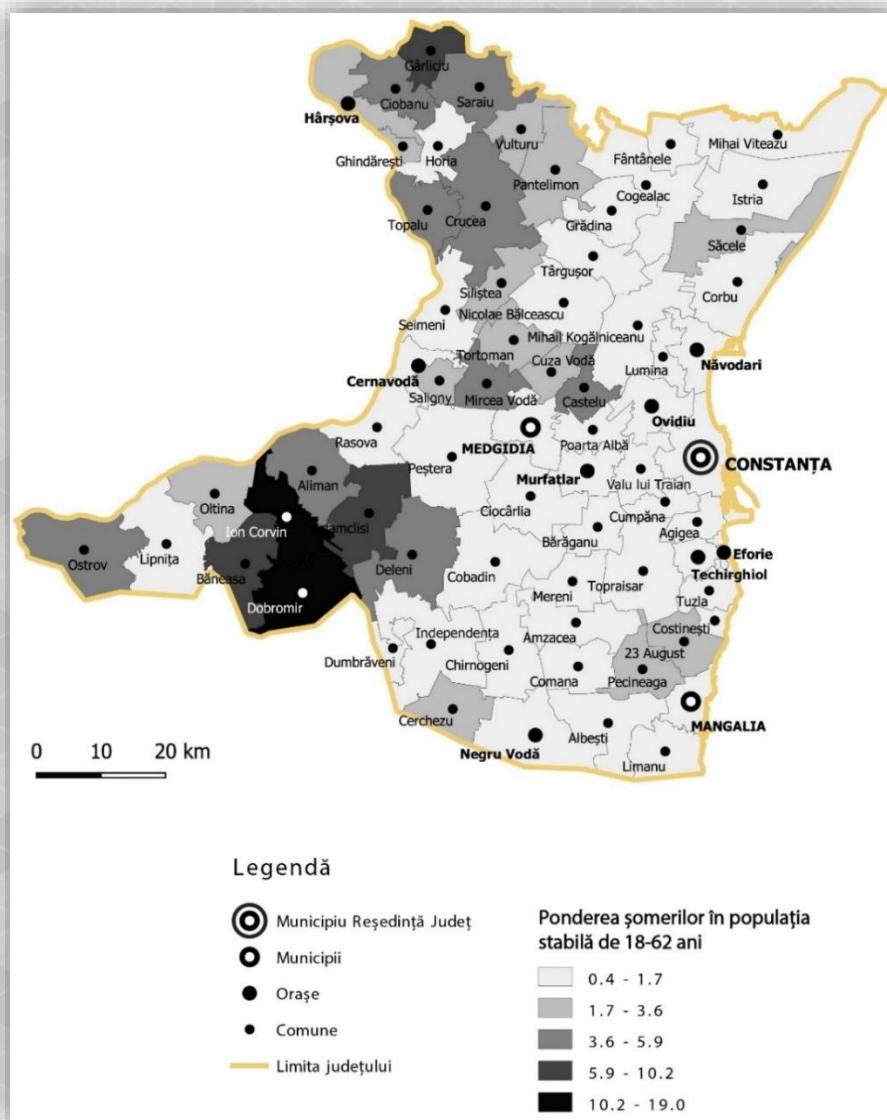 Gârliciu
Ciobanu
Saraiu
Hârșova
Ghindărești
Horia
Vulturu
Pantelimon
Fântânele
Mihai Viteazu
Cogealac
Istria
Grădina
Topalu
Crucea
Săcele
Târgușor
Corbu
Siliștea
Nicolae Bălcescu
Seimeni
Mihail Kogălniceanu
Tortoman
Cuza Vodă
Lumina
Năvodari
Cernavodă
Saligny
Mircea Vodă
Castelu
Ovidiu
Rasova
MEDGIDIA
Poarta Albă
CONSTANȚA
Peștera
Murfatlar
Valu lui Traian
Aliman
Oltina
Ciocârlia
Cumpăna
Ion Corvin
Bărăganu
Agigea
Ostrov
Lipnița
Băneasa
Deleni
Cobadin
Eforie
Techirghiol
Dobromir
Mereni
Topraisar
Tuzla
Costinești
Independența
Amzacea
23 August
Dumbrăveni
Chirnogeni
Comana
Pecineaga
Cerchezu
MANGALIA
Negru Vodă
Albești
Limanu
0 10 20 km
Legendă
Municipiu Reședință Județ
Municipii
Orașe
Comune
Limita județului
Ponderea șomerilor în populația
stabilă de 18-62 ani
0.4 - 1.7
1.7 - 3.6
3.6 - 5.9
5.9 - 10.2
10.2 - 19.0